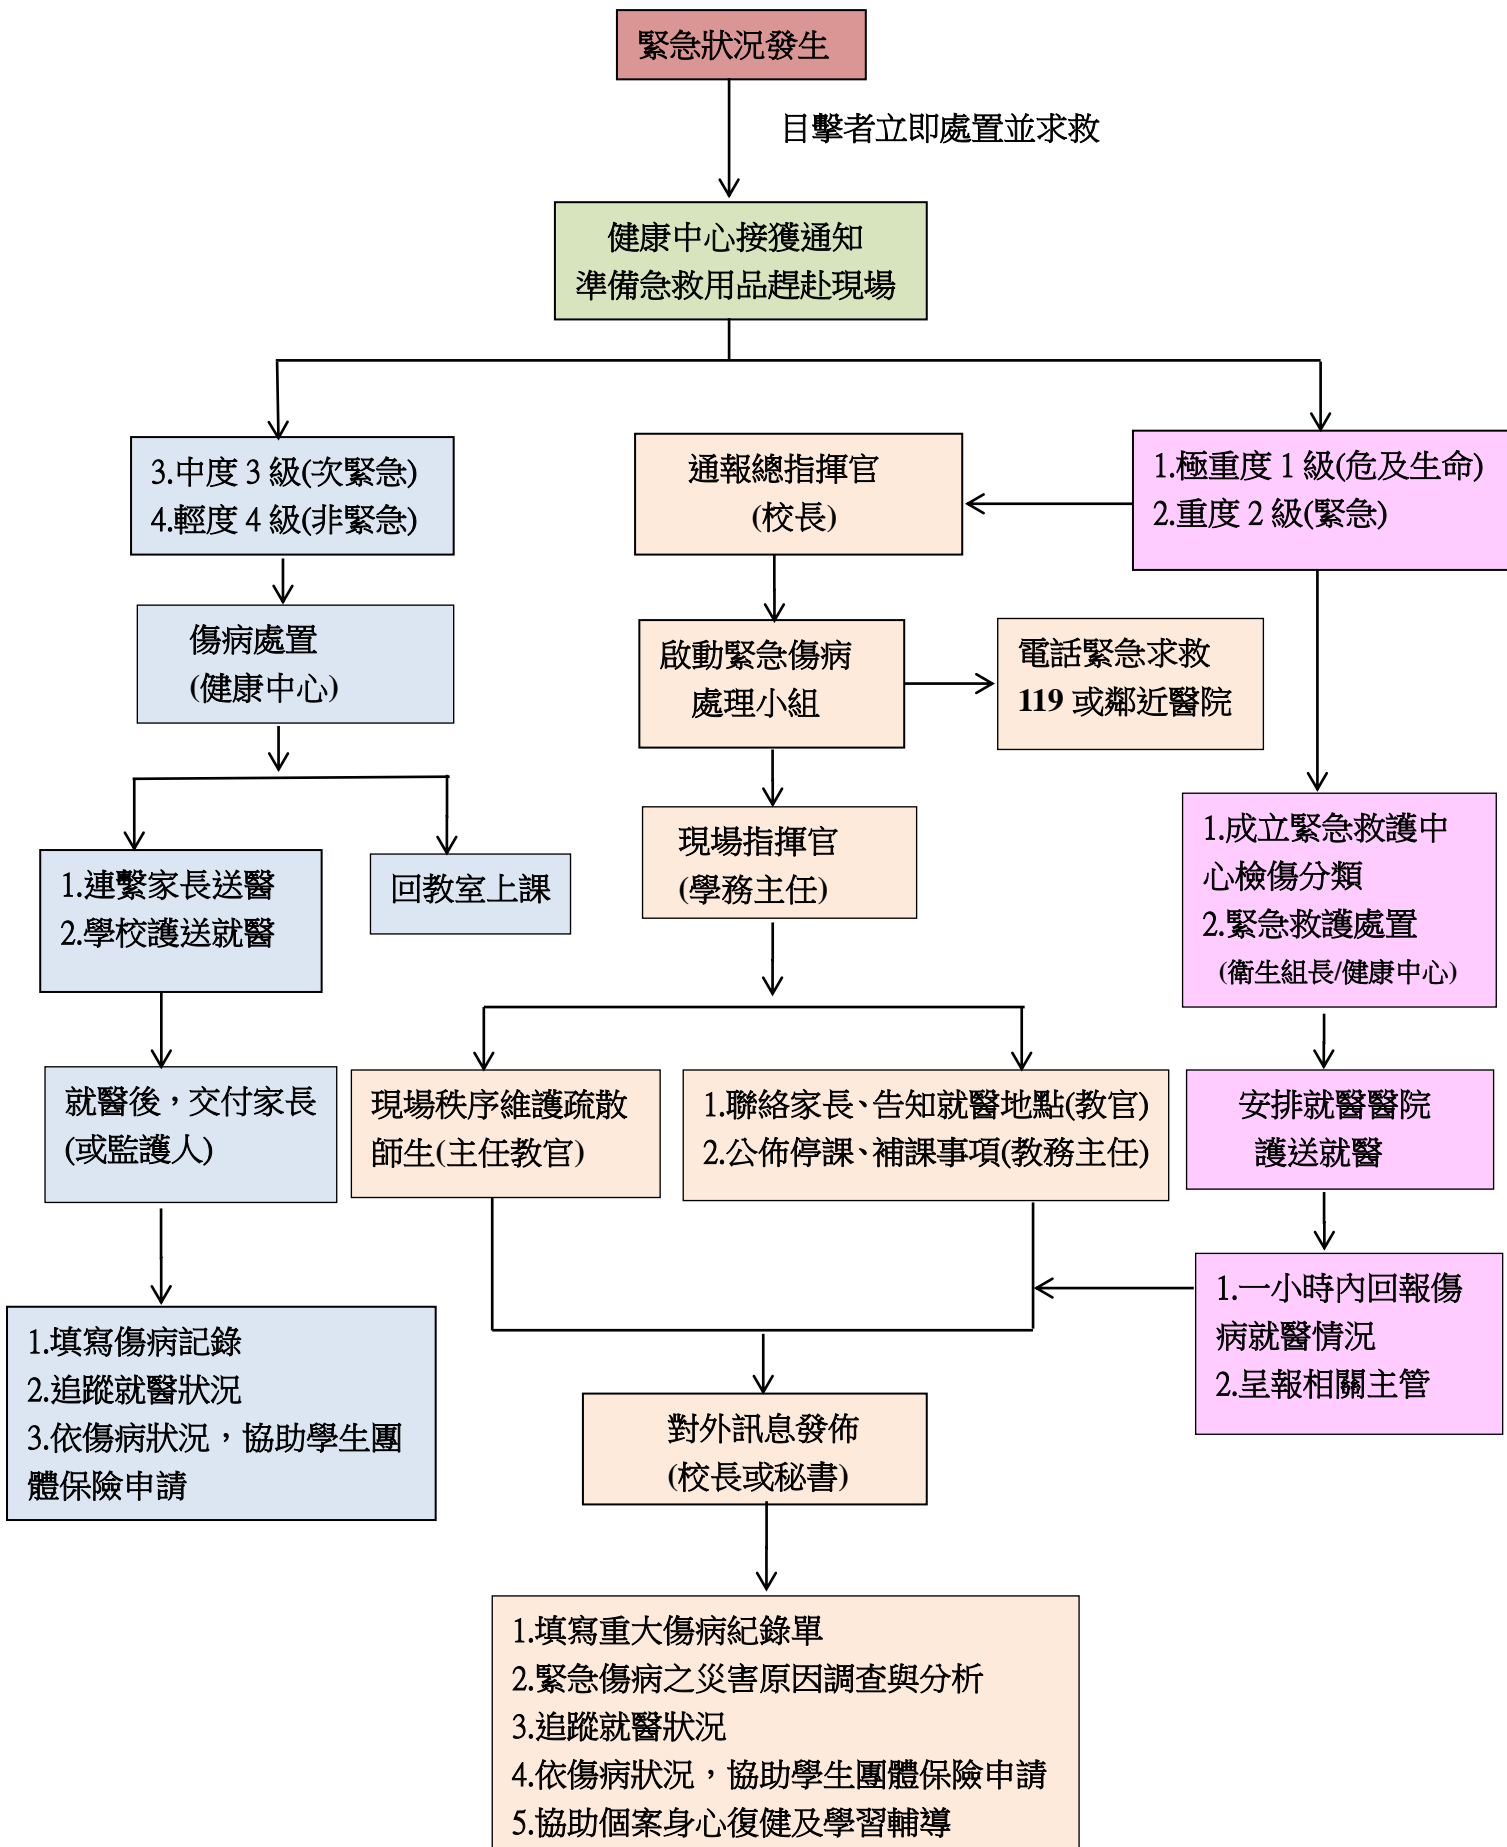 緊急狀況發生
目擊者立即處置並求救
健康中心接獲通知
準備急救用品趕赴現場
3.中度 3 級(次緊急)
4.輕度 4 級(非緊急)
通報總指揮官
(校長)
1.極重度 1 級(危及生命)
2.重度 2 級(緊急)
傷病處置
(健康中心)
啟動緊急傷病
處理小組
電話緊急求救
119 或鄰近醫院
1.連繫家長送醫
2.學校護送就醫
回教室上課
現場指揮官
(學務主任)
1.成立緊急救護中
心檢傷分類
2.緊急救護處置
(衛生組長/健康中心)
就醫後，交付家長
(或監護人)
現場秩序維護疏散
師生(主任教官)
1.聯絡家長、告知就醫地點(教官)
2.公佈停課、補課事項(教務主任)
安排就醫醫院
護送就醫
1.填寫傷病記錄
2.追蹤就醫狀況
3.依傷病狀況，協助學生團
體保險申請
1.一小時內回報傷
病就醫情況
2.呈報相關主管
對外訊息發佈
(校長或秘書)
1.填寫重大傷病紀錄單
2.緊急傷病之災害原因調查與分析
3.追蹤就醫狀況
4.依傷病狀況，協助學生團體保險申請
5.協助個案身心復健及學習輔導